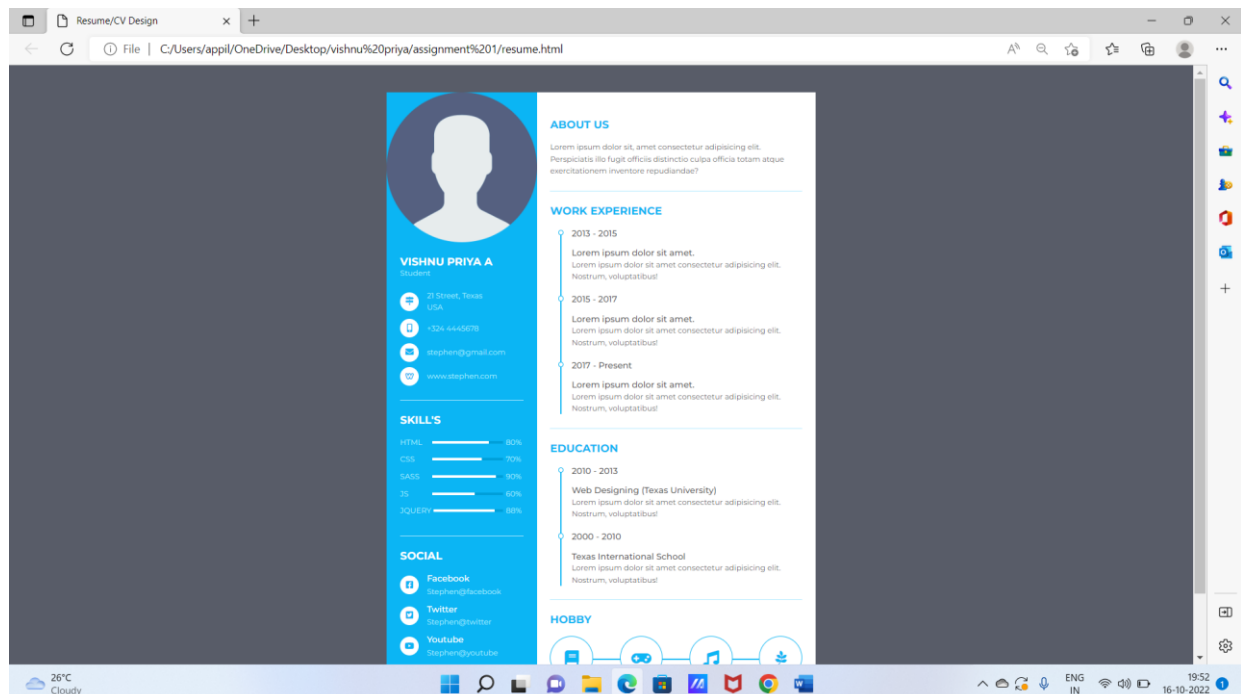 Resume/CV Design
File | C:/Users/appil/OneDrive/Desktop/vishnu%20priya/assignment%201/resume.html
VISHNU PRIYA A
Student
21 Street, Texas
USA
+324 4445678
stephen@gmail.com
www.stephen.com
SKILL'S
HTML 80%
CSS 70%
SASS 90%
JS 60%
JQUERY 88%
SOCIAL
Facebook
Stephen@facebook
Twitter
Stephen@twitter
Youtube
Stephen@youtube
ABOUT US
Lorem ipsum dolor sit, amet consectetur adipisicing elit.
Perspiciatis illo fugit officiis distinctio culpa officia totam atque
exercitationem inventore repudiandae?
WORK EXPERIENCE
2013 - 2015
Lorem ipsum dolor sit amet.
Lorem ipsum dolor sit amet consectetur adipisicing elit.
Nostrum, voluptatibus!
2015 - 2017
Lorem ipsum dolor sit amet.
Lorem ipsum dolor sit amet consectetur adipisicing elit.
Nostrum, voluptatibus!
2017 - Present
Lorem ipsum dolor sit amet.
Lorem ipsum dolor sit amet consectetur adipisicing elit.
Nostrum, voluptatibus!
EDUCATION
2010 - 2013
Web Designing (Texas University)
Lorem ipsum dolor sit amet consectetur adipisicing elit.
Nostrum, voluptatibus!
2000 - 2010
Texas International School
Lorem ipsum dolor sit amet consectetur adipisicing elit.
Nostrum, voluptatibus!
HOBBY
26°C
Cloudy
ENG
IN
19:52
16-10-2022
1